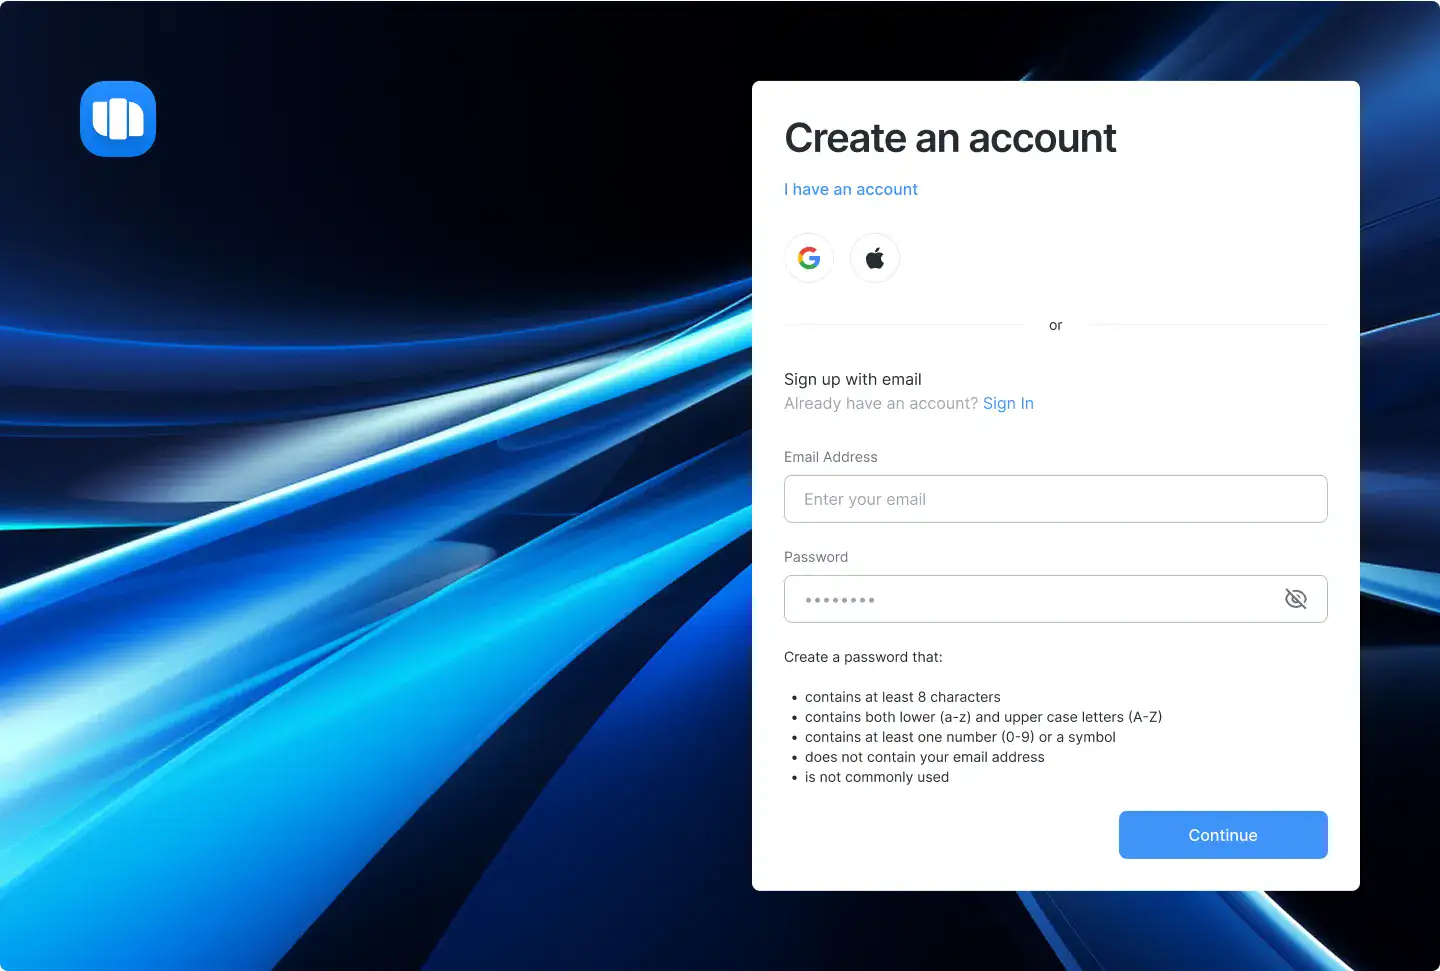 Create an account
I have an account
or
Sign up with email
Already have an account? Sign In
Email Address
Enter your email
Password
Create a password that:
• contains at least 8 characters
• contains both lower (a-z) and upper case letters (A-Z)
• contains at least one number (0-9) or a symbol
• does not contain your email address
• is not commonly used
Continue